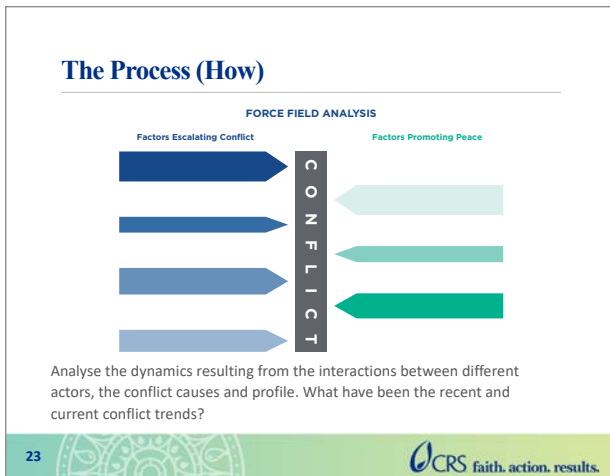 The Process (How)
FORCE FIELD ANALYSIS
Factors Escalating Conflict
Factors Promoting Peace
CONFLICT
Analyse the dynamics resulting from the interactions between different
actors, the conflict causes and profile. What have been the recent and
current conflict trends?
23
CRS faith. action. results.